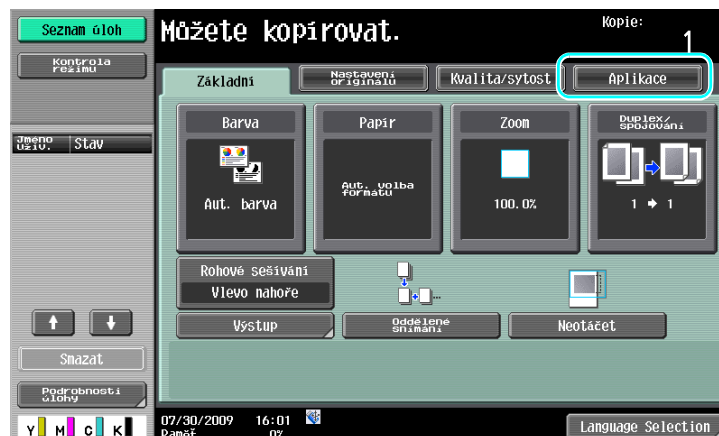 Seznam úloh
Můžete kopírovat.
Kopie:
1
Kontrola
režimu
Základní
Nastavení
originálu
Kvalita/sytost
Aplikace
Jméno
uživ.
Stav
Barva
Papír
Zoom
Duplex/
spojování
Aut. barva
Aut. volba
formátu
100.0%
1 → 1
Rohové sešívání
Vlevo nahoře
Výstup
Oddělené
snímání
Neotáčet
Smazat
Podrobnosti
úlohy
Y M C K
07/30/2009 16:01
Paměť 0%
Language Selection